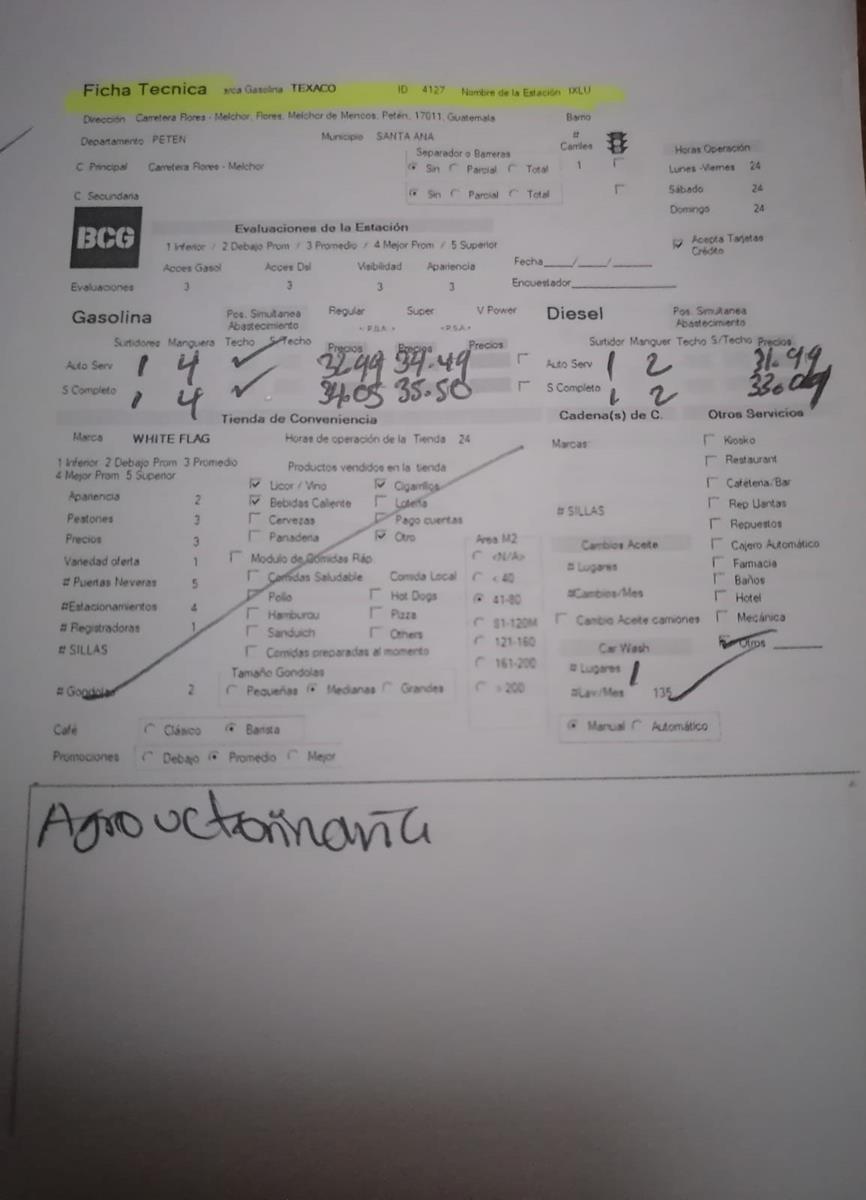 Ficha Tecnica arca Gasolina TEXACO ID 4127 Nombre de la Estación IXLU
Dirección Carretera Flores - Melchor, Flores, Melchor de Mencos, Petén, 17011, Guatemala Barrio
Departamento PETEN Municipio SANTA ANA # Carriles
C Principal Carretera Flores - Melchor Separador o Barreras Sin Parcial Total 1
C Secundaria Sin Parcial Total
Horas Operación
Lunes -Viernes 24
Sábado 24
Domingo 24
BCG
Evaluaciones de la Estación
1 Inferior / 2 Debajo Prom / 3 Promedio / 4 Mejor Prom / 5 Superior
Acepta Tarjetas Crédito
Acces Gasol Acces Dsl Visibilidad Apariencia Fecha___/___/___
Evaluaciones 3 3 3 3 Encuestador
Gasolina Pos. Simultanea Abastecimiento Regular Super V Power
Surtidores Manguera Techo S/Techo Precios Precios Precios
Auto Serv 1 4 32.99 34.49
S Completo 1 4 34.05 35.50
Diesel Pos. Simultanea Abastecimiento
Surtidor Manguer Techo S/Techo Precios
Auto Serv 1 2 31.99
S Completo 1 2
Tienda de Conveniencia
Marca WHITE FLAG Horas de operación de la Tienda 24
1 Inferior 2 Debajo Prom 3 Promedio
4 Mejor Prom 5 Superior
Apariencia 2
Peatones 3
Precios 3
Variedad oferta 1
# Puertas Neveras 5
#Estacionamientos 4
# Registradoras 1
# SILLAS
# Gondolas 2
Productos vendidos en la tienda
Licor / Vino Cigarrillos
Bebidas Caliente Loteria
Cervezas Pago cuentas
Panaderia Otro
Modulo de Comidas Ráp
Comidas Saludable Comida Local
Pollo Hot Dogs
Hamburgu Pizza
Sanduich Others
Comidas preparadas al momento
Area M2
<N/A>
< 40
41-80
81-120M
121-160
161-200
> 200
Tamaño Gondolas
Pequeñas Medianas Grandes
Café Clásico Barista
Promociones Debajo Promedio Mejor
Cadena(s) de C.
Marcas
# SILLAS
Cambios Aceite
# Lugares
#Cambios/Mes
Cambio Aceite camiones
Car Wash
# Lugares 1
#Lav/Mes 135
Manual Automático
Otros Servicios
Kiosko
Restaurant
Cafeteria/Bar
Rep Llantas
Repuestos
Cajero Automático
Farmacia
Baños
Hotel
Mecánica
Otros